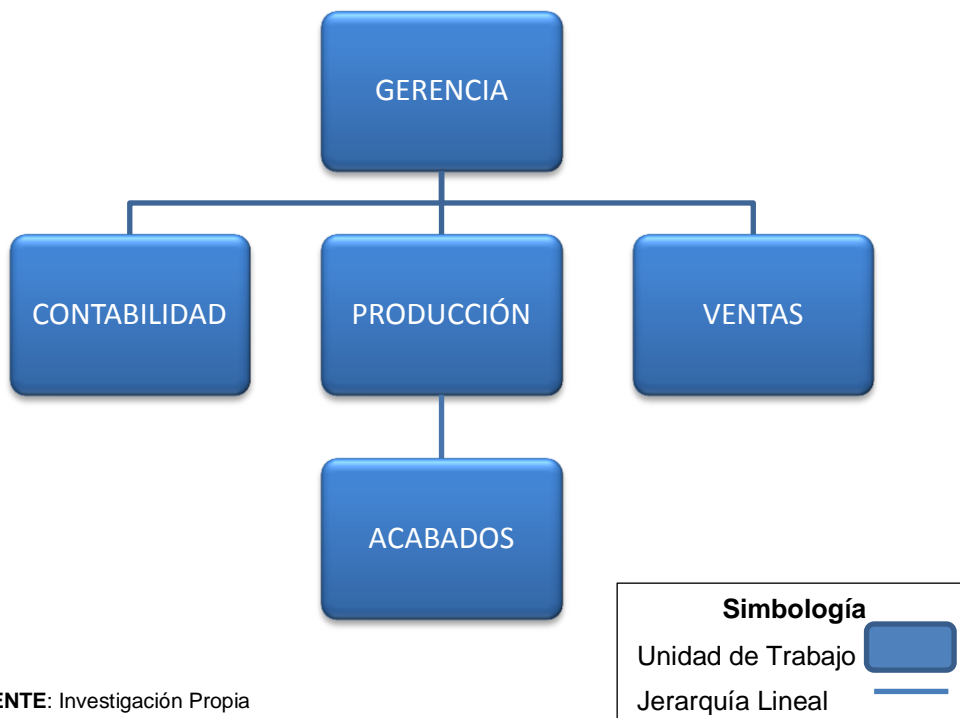 GERENCIA
CONTABILIDAD
PRODUCCIÓN
VENTAS
ACABADOS
Simbología
Unidad de Trabajo
Jerarquía Lineal
ENTE: Investigación Propia